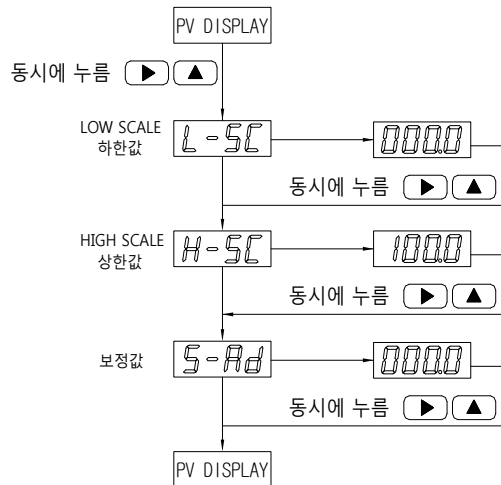 PV DISPLAY
동시에 누름
LOW SCALE
하한값
L-SC
000.0
동시에 누름
HIGH SCALE
상한값
H-SC
100.0
동시에 누름
보정값
S-Ad
000.0
동시에 누름
PV DISPLAY